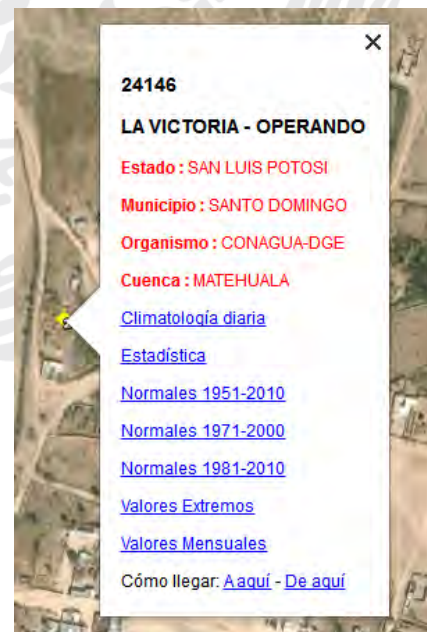 24146
LA VICTORIA - OPERANDO
Estado : SAN LUIS POTOSI
Municipio : SANTO DOMINGO
Organismo : CONAGUA-DGE
Cuenca : MATEHUALA
Climatología diaria
Estadística
Normales 1951-2010
Normales 1971-2000
Normales 1981-2010
Valores Extremos
Valores Mensuales
Cómo llegar: A aquí - De aquí